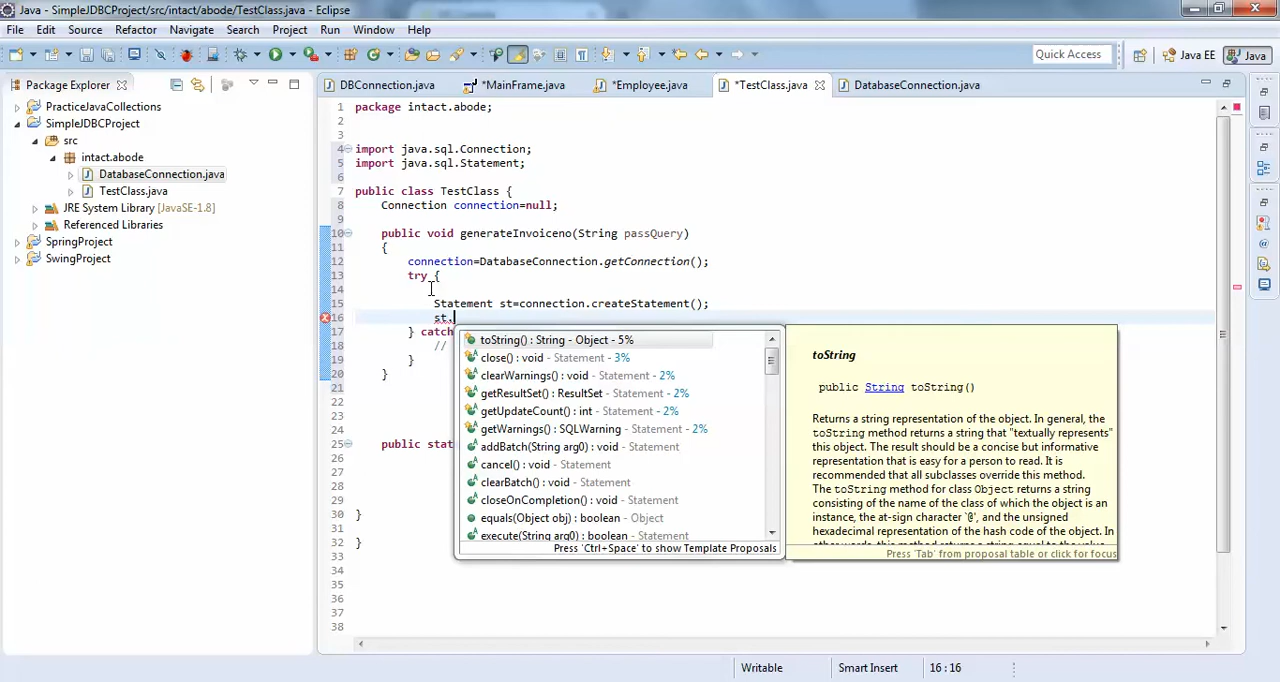 Java - SimpleJDBCProject/src/intact/abode/TestClass.java - Eclipse
File Edit Source Refactor Navigate Search Project Run Window Help
Quick Access Java EE Java
Package Explorer
DBConnection.java *MainFrame.java *Employee.java *TestClass.java DatabaseConnection.java
PracticeJavaCollections
SimpleJDBCProject
src
intact.abode
DatabaseConnection.java
TestClass.java
JRE System Library [JavaSE-1.8]
Referenced Libraries
SpringProject
SwingProject
1 package intact.abode;
2
3
4 import java.sql.Connection;
5 import java.sql.Statement;
6
7 public class TestClass {
8 Connection connection=null;
9
10 public void generateInvoiceno(String passQuery)
11 {
12 connection=DatabaseConnection.getConnection();
13 try {
14
15 Statement st=connection.createStatement();
16 st.
17 } catch
18 //
19 }
20 }
21
22
23
24
25 public stat
26
27
28
29
30 }
31
32 }
33
34
35
36
37
38
toString() : String - Object - 5%
close() : void - Statement - 3%
clearWarnings() : void - Statement - 2%
getResultSet() : ResultSet - Statement - 2%
getUpdateCount() : int - Statement - 2%
getWarnings() : SQLWarning - Statement - 2%
addBatch(String arg0) : void - Statement
cancel() : void - Statement
clearBatch() : void - Statement
closeOnCompletion() : void - Statement
equals(Object obj) : boolean - Object
execute(String arg0) : boolean - Statement
Press 'Ctrl+Space' to show Template Proposals
toString
public String toString()
Returns a string representation of the object. In general, the
toString method returns a string that "textually represents"
this object. The result should be a concise but informative
representation that is easy for a person to read. It is
recommended that all subclasses override this method.
The toString method for class Object returns a string
consisting of the name of the class of which the object is an
instance, the at-sign character `@', and the unsigned
hexadecimal representation of the hash code of the object. In
Press 'Tab' from proposal table or click for focus
Writable Smart Insert 16 : 16